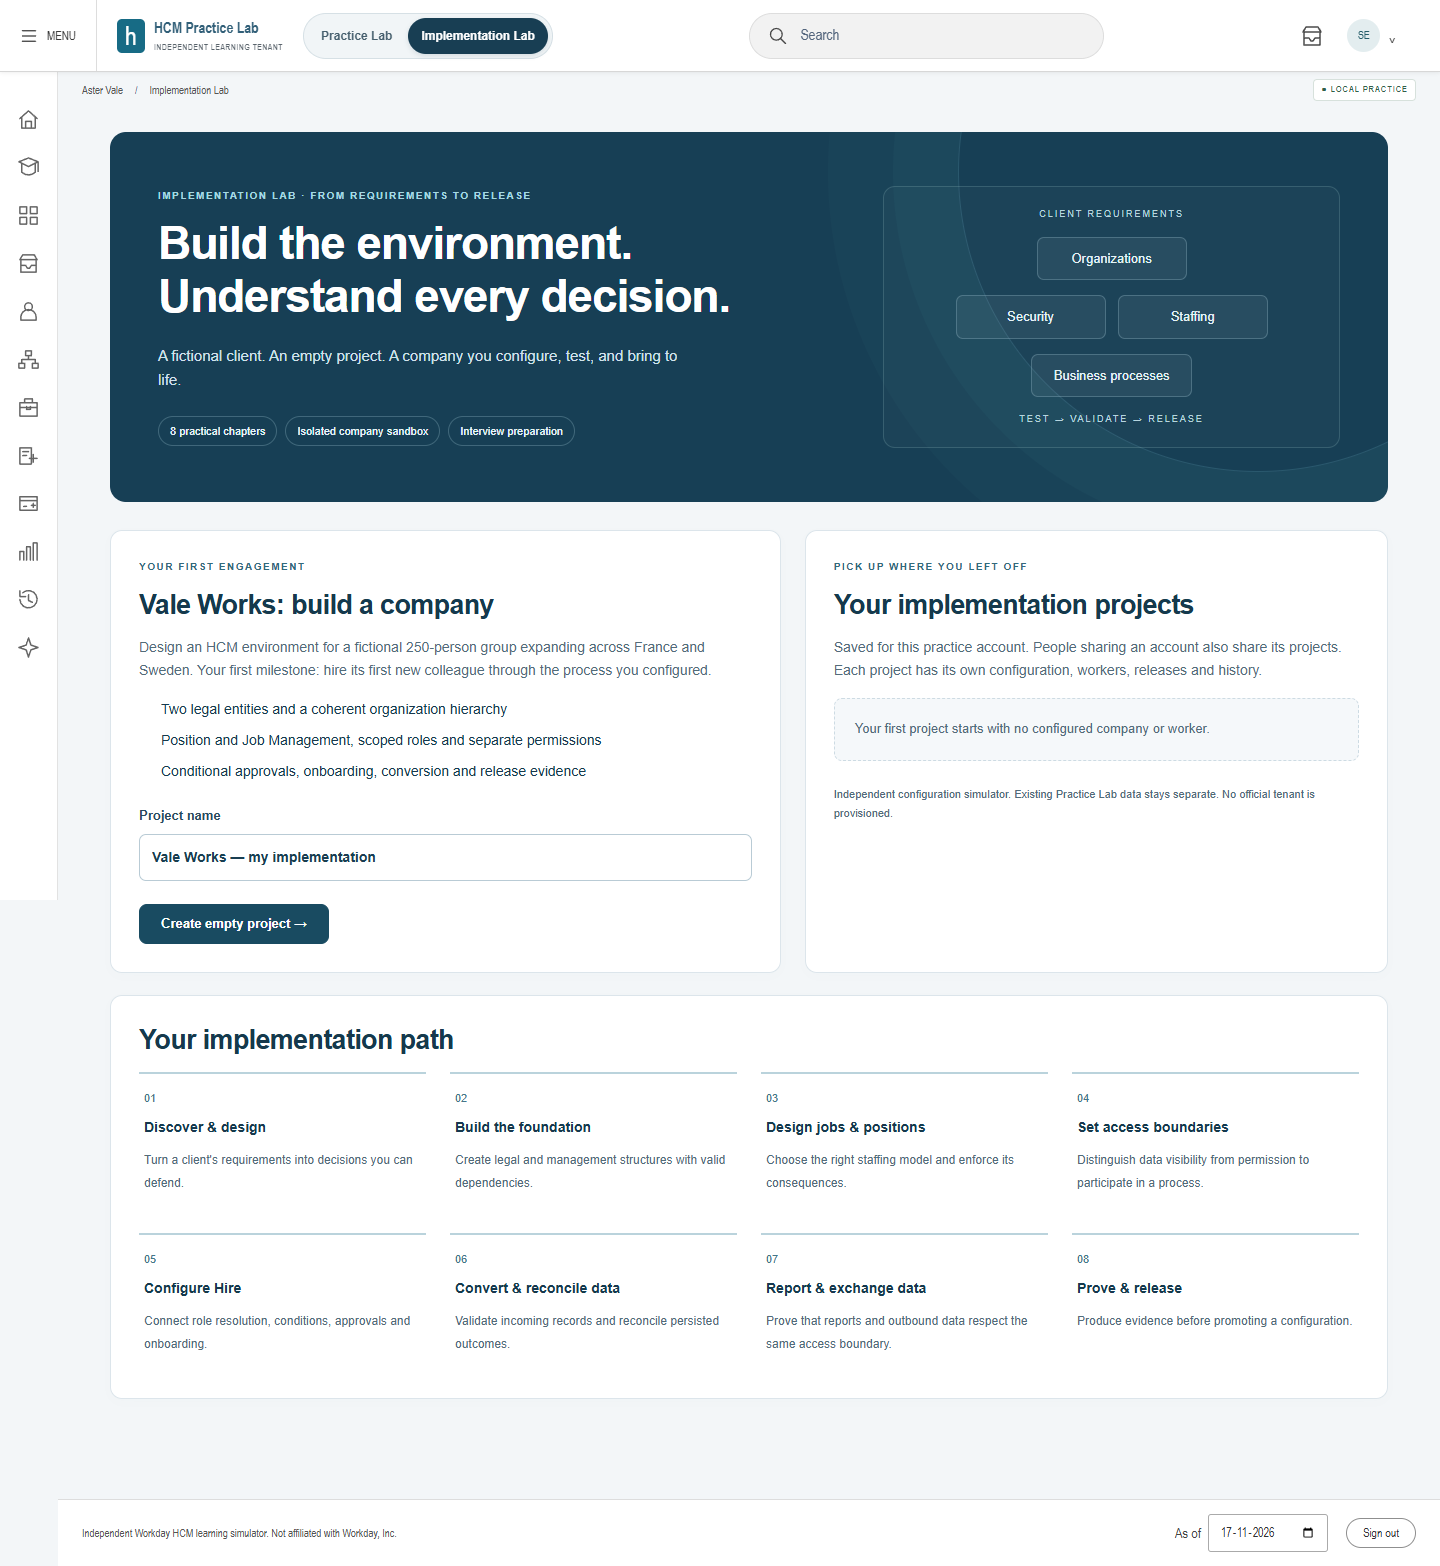 MENU
h
HCM Practice Lab
INDEPENDENT LEARNING TENANT
Practice Lab
Implementation Lab
Search
SE
Aster Vale / Implementation Lab
LOCAL PRACTICE
IMPLEMENTATION LAB · FROM REQUIREMENTS TO RELEASE
Build the environment.
Understand every decision.
A fictional client. An empty project. A company you configure, test, and bring to
life.
8 practical chapters
Isolated company sandbox
Interview preparation
CLIENT REQUIREMENTS
Organizations
Security
Staffing
Business processes
TEST → VALIDATE → RELEASE
YOUR FIRST ENGAGEMENT
Vale Works: build a company
Design an HCM environment for a fictional 250-person group expanding across France and
Sweden. Your first milestone: hire its first new colleague through the process you configured.
Two legal entities and a coherent organization hierarchy
Position and Job Management, scoped roles and separate permissions
Conditional approvals, onboarding, conversion and release evidence
Project name
Vale Works — my implementation
Create empty project →
PICK UP WHERE YOU LEFT OFF
Your implementation projects
Saved for this practice account. People sharing an account also share its projects.
Each project has its own configuration, workers, releases and history.
Your first project starts with no configured company or worker.
Independent configuration simulator. Existing Practice Lab data stays separate. No official tenant is
provisioned.
Your implementation path
01
Discover & design
Turn a client's requirements into decisions you can
defend.
02
Build the foundation
Create legal and management structures with valid
dependencies.
03
Design jobs & positions
Choose the right staffing model and enforce its
consequences.
04
Set access boundaries
Distinguish data visibility from permission to
participate in a process.
05
Configure Hire
Connect role resolution, conditions, approvals and
onboarding.
06
Convert & reconcile data
Validate incoming records and reconcile persisted
outcomes.
07
Report & exchange data
Prove that reports and outbound data respect the
same access boundary.
08
Prove & release
Produce evidence before promoting a configuration.
Independent Workday HCM learning simulator. Not affiliated with Workday, Inc.
As of
17-11-2026
Sign out